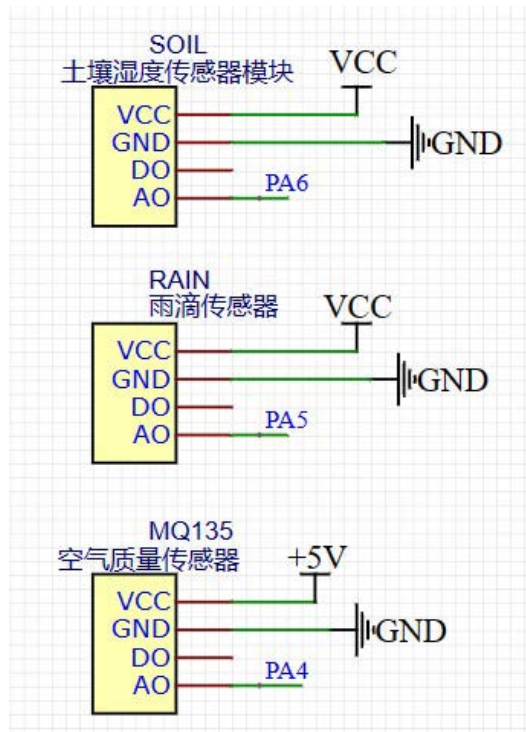 SOIL
土壤湿度传感器模块
VCC
VCC
GND
GND
DO
AO
PA6
RAIN
雨滴传感器
VCC
VCC
GND
GND
DO
AO
PA5
MQ135
空气质量传感器
+5V
VCC
GND
GND
DO
AO
PA4